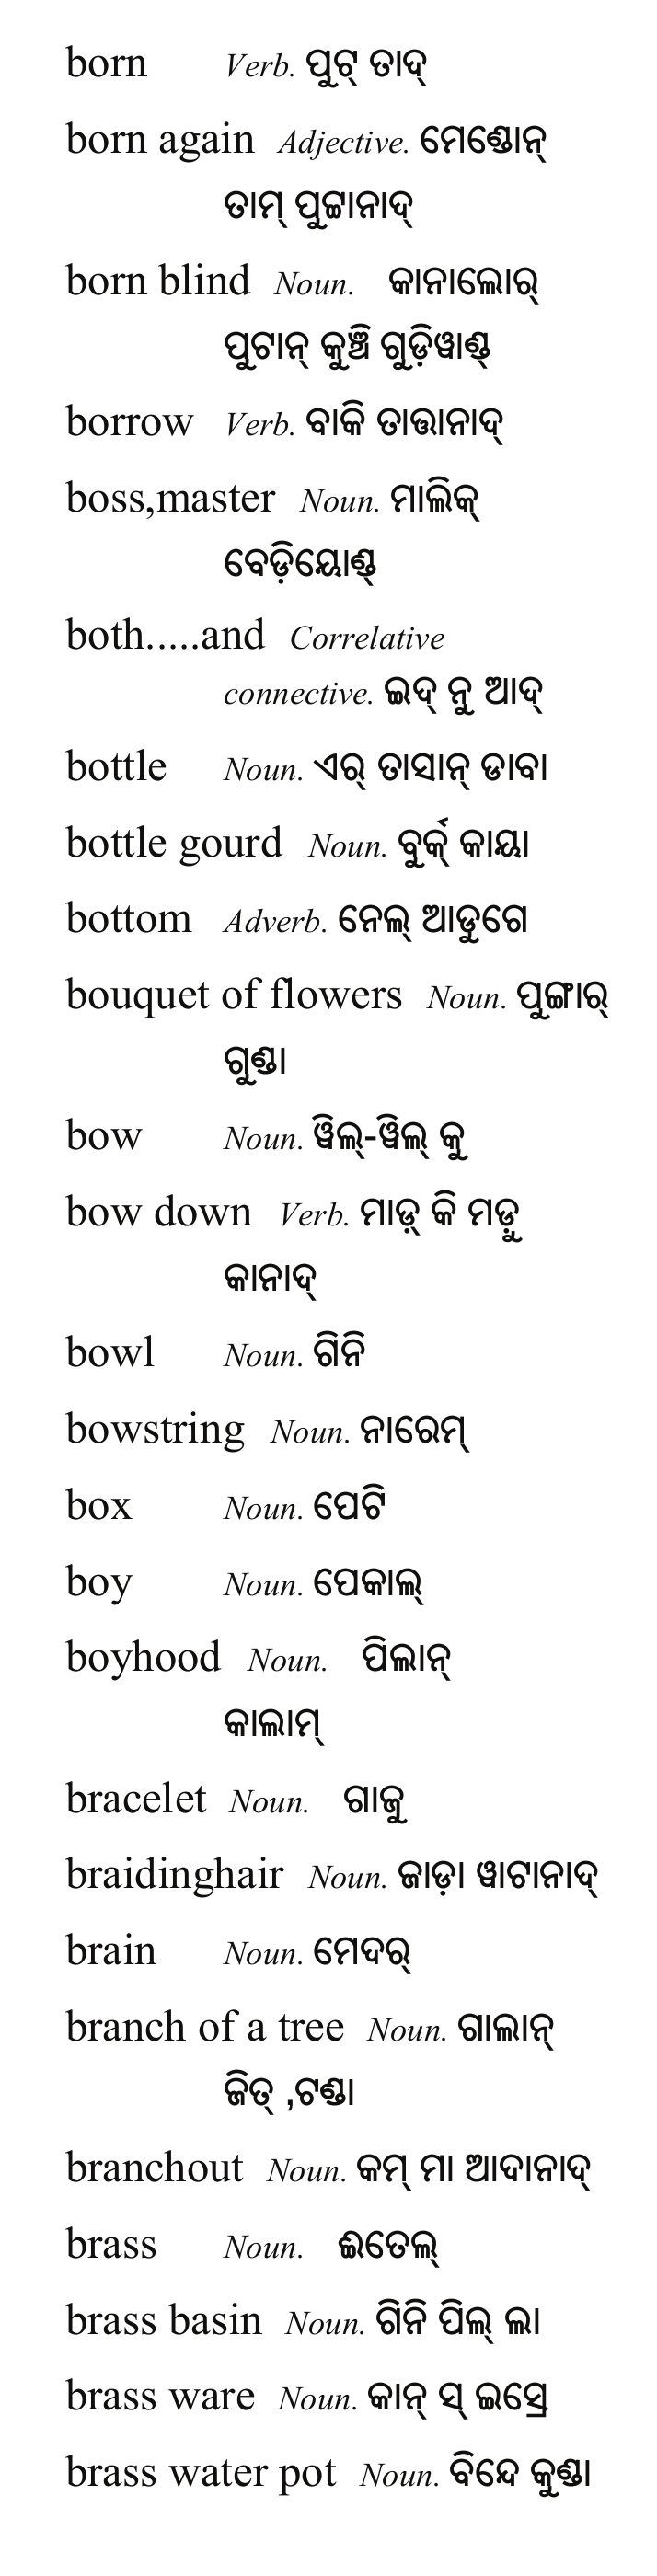 born Verb. ପୁଟ୍ ତାଦ୍
born again Adjective. ମେଣ୍ଡୋନ୍
ତାମ୍ ପୁଟ୍ଟାନାଦ୍
born blind Noun. କାନାଲୋର୍
ପୁଟାନ୍ କୁଞ୍ଚି ଗୁଡ଼ିୱାଣ୍ଡ୍
borrow Verb. ବାକି ତାତ୍ତାନାଦ୍
boss,master Noun. ମାଲିକ୍
ବେଡ଼ିୟୋଣ୍ଡ୍
both.....and Correlative
connective. ଇଦ୍ ନୁ ଆଦ୍
bottle Noun. ଏର୍ ତାସାନ୍ ଡାବା
bottle gourd Noun. ବୁର୍କ୍ କାୟା
bottom Adverb. ନେଲ୍ ଆଡୁଗେ
bouquet of flowers Noun. ପୁଙ୍ଗାର୍
ଗୁଣ୍ଡା
bow Noun. ୱିଲ୍-ୱିଲ୍ କୁ
bow down Verb. ମାଡ଼୍ କି ମଡ଼ୁ
କାନାଦ୍
bowl Noun. ଗିନି
bowstring Noun. ନାରେମ୍
box Noun. ପେଟି
boy Noun. ପେକାଲ୍
boyhood Noun. ପିଲାନ୍
କାଲାମ୍
bracelet Noun. ଗାଜୁ
braidinghair Noun. ଜାଡ଼ା ୱାଟାନାଦ୍
brain Noun. ମେଦର୍
branch of a tree Noun. ଗାଲାନ୍
ଜିତ୍ ,ଟଣ୍ଡା
branchout Noun. କମ୍ ମା ଆଦାନାଦ୍
brass Noun. ଈତେଲ୍
brass basin Noun. ଗିନି ପିଲ୍ ଲା
brass ware Noun. କାନ୍ ସ୍ ଇସ୍ରେ
brass water pot Noun. ବିନ୍ଦେ କୁଣ୍ଡା